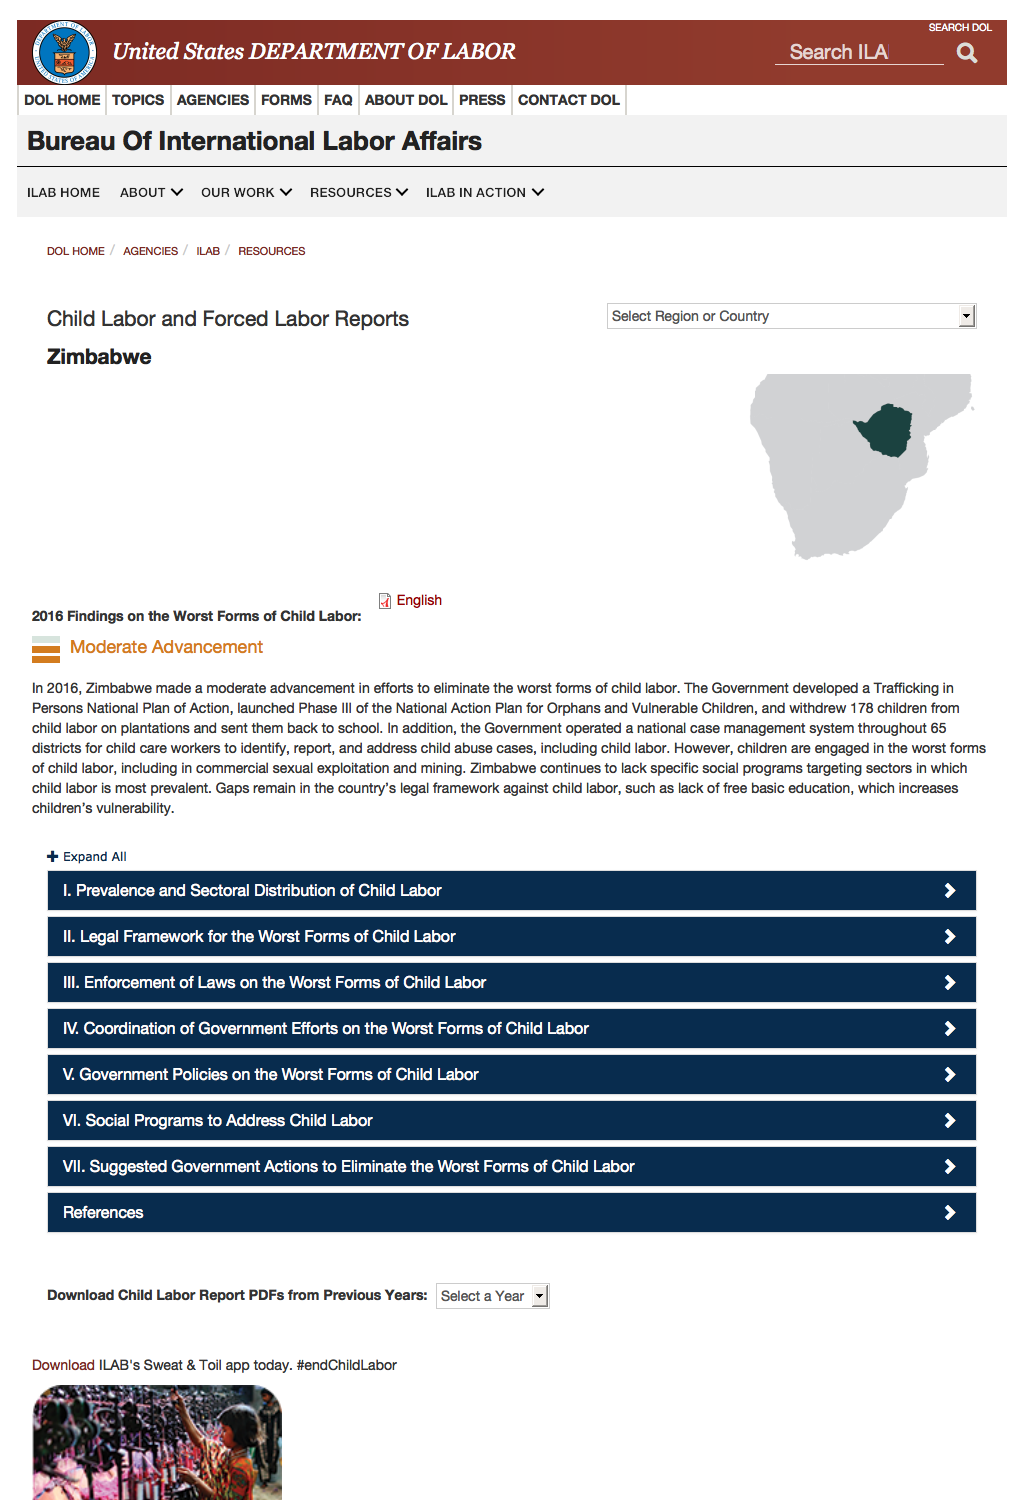 SEARCH DOL
United States DEPARTMENT OF LABOR
Search ILA
DOL HOME TOPICS AGENCIES FORMS FAQ ABOUT DOL PRESS CONTACT DOL
Bureau Of International Labor Affairs
ILAB HOME ABOUT OUR WORK RESOURCES ILAB IN ACTION
DOL HOME / AGENCIES / ILAB / RESOURCES
Child Labor and Forced Labor Reports
Select Region or Country
Zimbabwe
English
2016 Findings on the Worst Forms of Child Labor:
Moderate Advancement
In 2016, Zimbabwe made a moderate advancement in efforts to eliminate the worst forms of child labor. The Government developed a Trafficking in
Persons National Plan of Action, launched Phase III of the National Action Plan for Orphans and Vulnerable Children, and withdrew 178 children from
child labor on plantations and sent them back to school. In addition, the Government operated a national case management system throughout 65
districts for child care workers to identify, report, and address child abuse cases, including child labor. However, children are engaged in the worst forms
of child labor, including in commercial sexual exploitation and mining. Zimbabwe continues to lack specific social programs targeting sectors in which
child labor is most prevalent. Gaps remain in the country's legal framework against child labor, such as lack of free basic education, which increases
children's vulnerability.
Expand All
I. Prevalence and Sectoral Distribution of Child Labor
II. Legal Framework for the Worst Forms of Child Labor
III. Enforcement of Laws on the Worst Forms of Child Labor
IV. Coordination of Government Efforts on the Worst Forms of Child Labor
V. Government Policies on the Worst Forms of Child Labor
VI. Social Programs to Address Child Labor
VII. Suggested Government Actions to Eliminate the Worst Forms of Child Labor
References
Download Child Labor Report PDFs from Previous Years: Select a Year
Download ILAB's Sweat & Toil app today. #endChildLabor